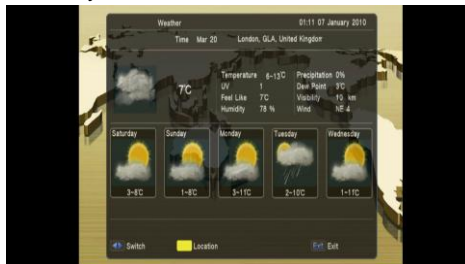 Weather 01:11 07 January 2010
Time Mar 20 London, GLA, United Kingdom
7°C
Temperature 6~13°C Precipitation 0%
UV 1 Dew Point 3°C
Feel Like 7°C Visibility 10 km
Humidity 78 % Wind NE 4
Saturday Sunday Monday Tuesday Wednesday
3~8°C 1~8°C 3~11°C 2~10°C 1~11°C
Switch Location Exit Exit